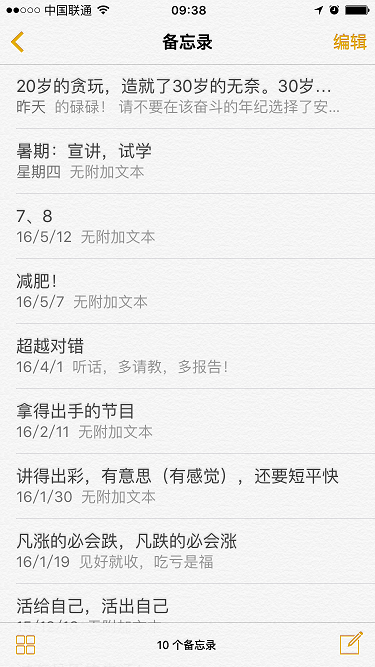 中国联通 09:38
备忘录 编辑
20岁的贪玩，造就了30岁的无奈。30岁...
昨天 的碌碌！请不要在该奋斗的年纪选择了安...
暑期：宣讲，试学
星期四 无附加文本
7、8
16/5/12 无附加文本
减肥！
16/5/7 无附加文本
超越对错
16/4/1 听话，多请教，多报告！
拿得出手的节目
16/2/11 无附加文本
讲得出彩，有意思（有感觉），还要短平快
16/1/30 无附加文本
凡涨的必会跌，凡跌的必会涨
16/1/19 见好就收，吃亏是福
活给自己，活出自己
10 个备忘录